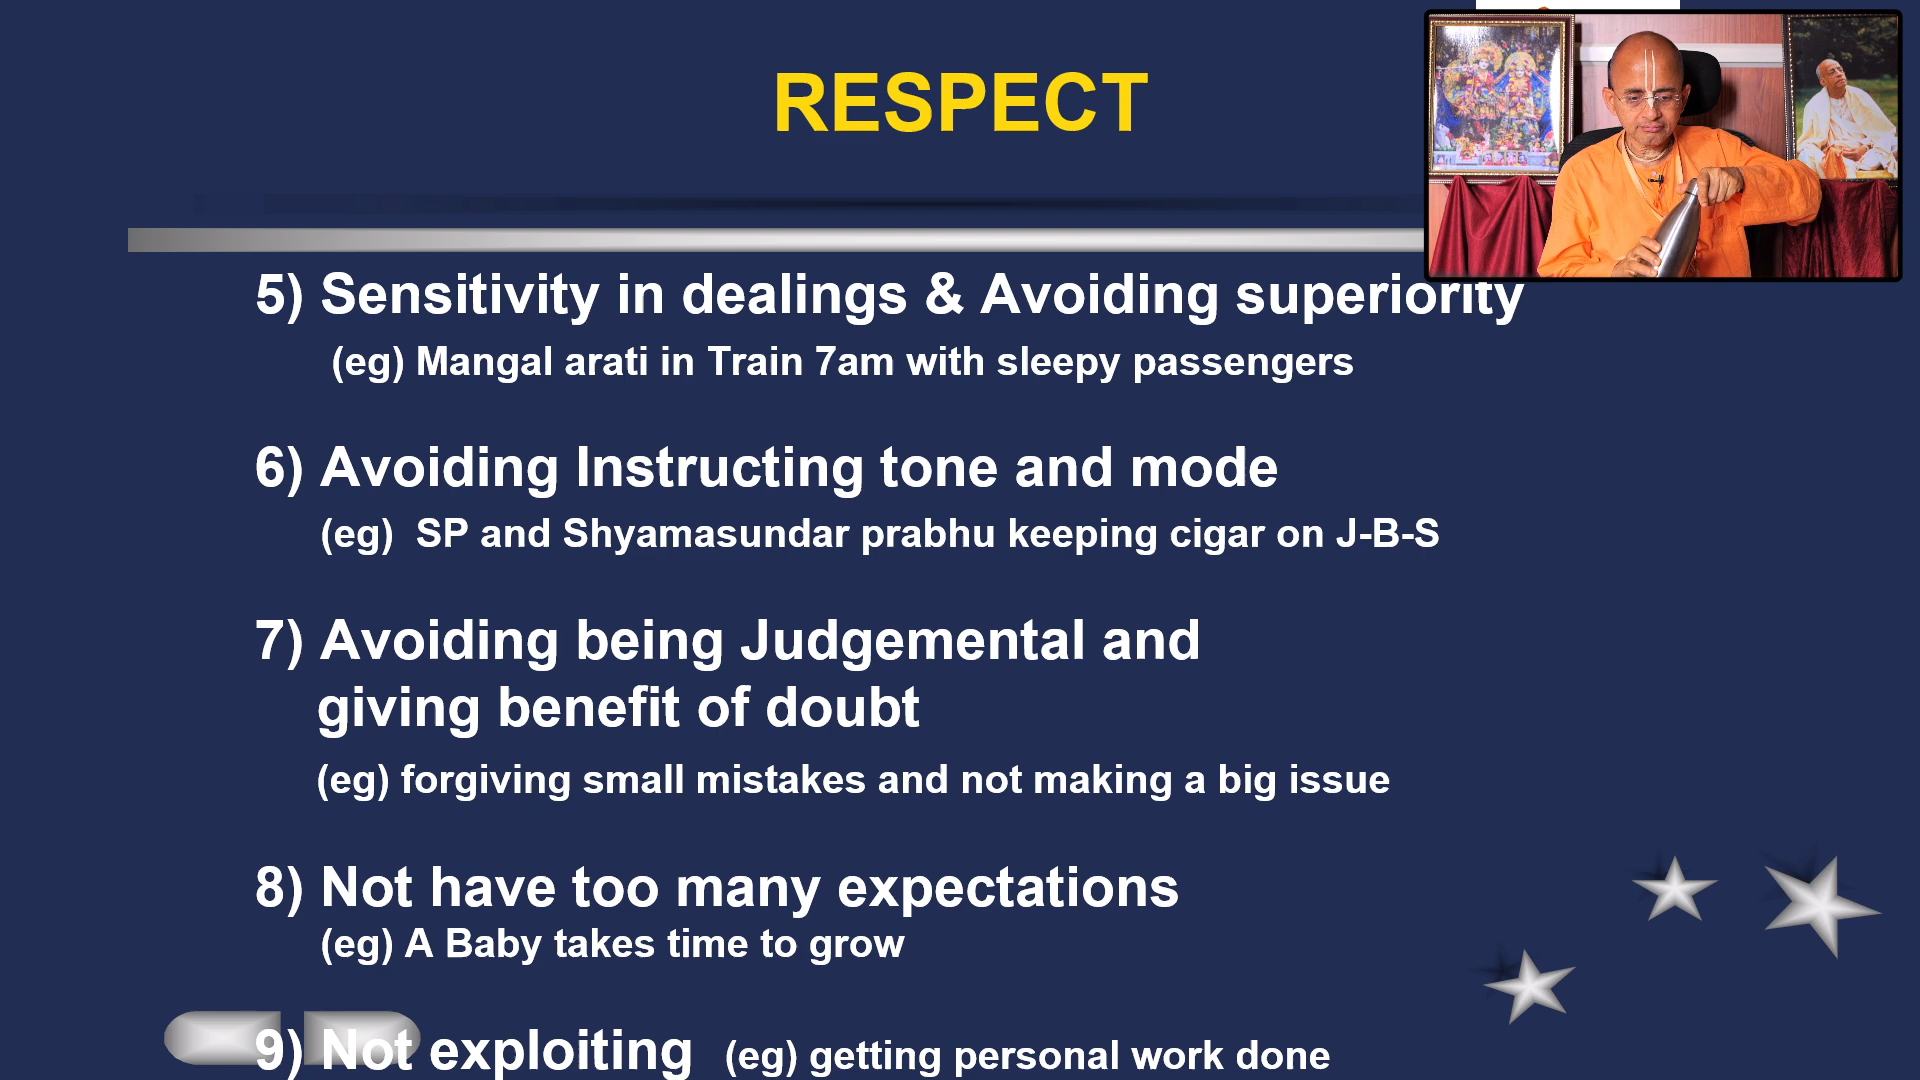 RESPECT
5) Sensitivity in dealings & Avoiding superiority
(eg) Mangal arati in Train 7am with sleepy passengers
6) Avoiding Instructing tone and mode
(eg) SP and Shyamasundar prabhu keeping cigar on J-B-S
7) Avoiding being Judgemental and
giving benefit of doubt
(eg) forgiving small mistakes and not making a big issue
8) Not have too many expectations
(eg) A Baby takes time to grow
9) Not exploiting (eg) getting personal work done